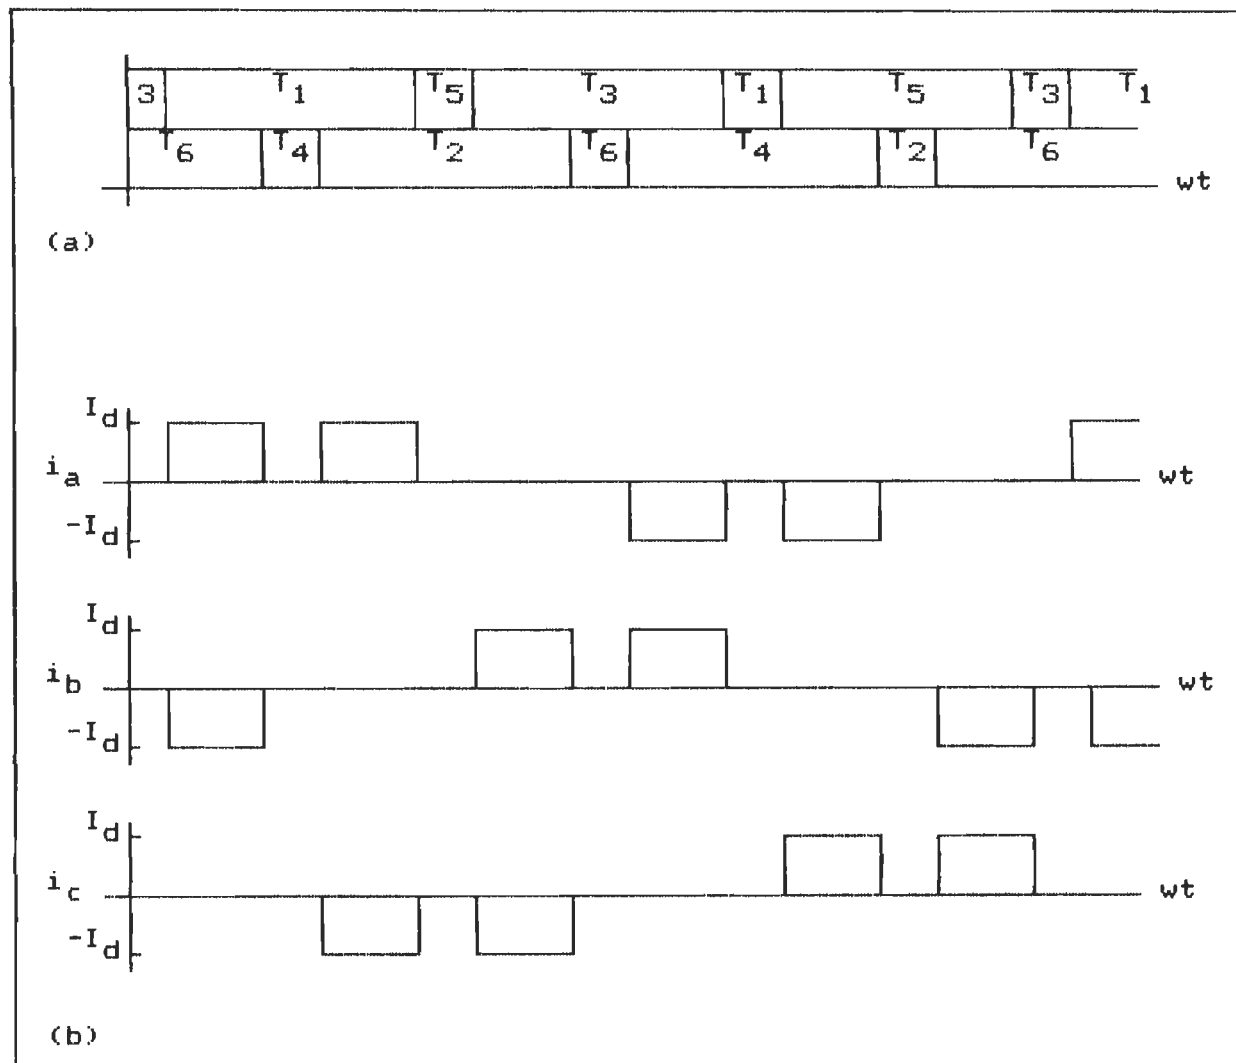 3 T1 T5 T3 T1 T5 T3 T1
T6 T4 T2 T6 T4 T2 T6
wt
(a)
Id
ia
wt
-Id
Id
ib
wt
-Id
Id
ic
wt
-Id
(b)